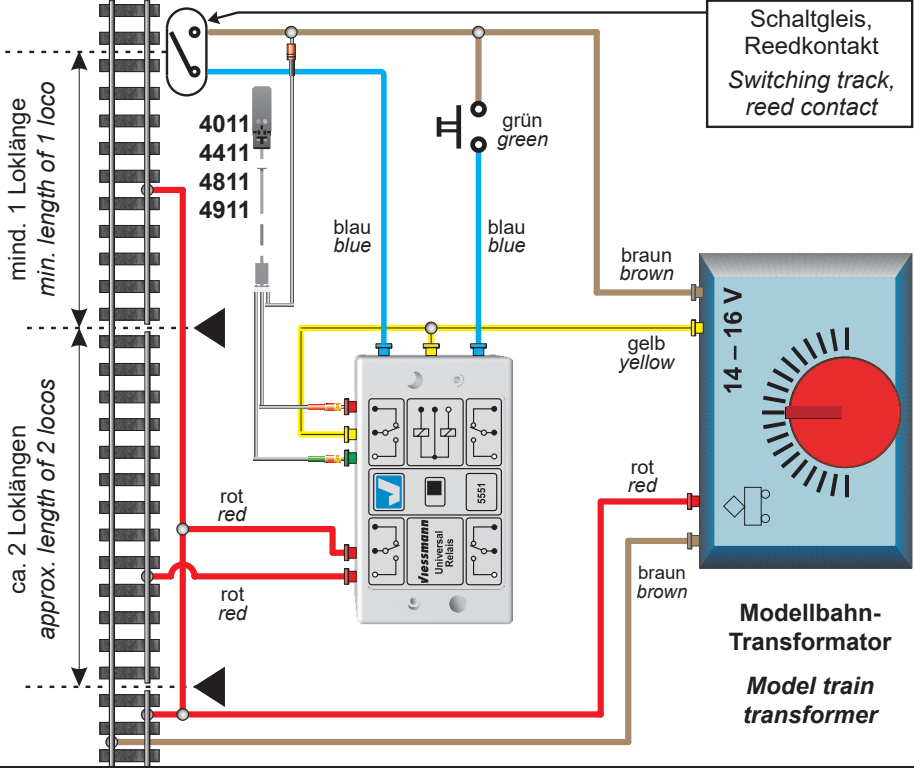 Schaltgleis,
Reedkontakt
Switching track,
reed contact
mind. 1 Loklänge
min. length of 1 loco
4011
4411
4811
4911
grün
green
blau
blue
blau
blue
braun
brown
gelb
yellow
14 – 16 V
ca. 2 Loklängen
approx. length of 2 locos
rot
red
rot
red
5551
Viessmann
Universal
Relais
rot
red
braun
brown
Modellbahn-
Transformator
Model train
transformer